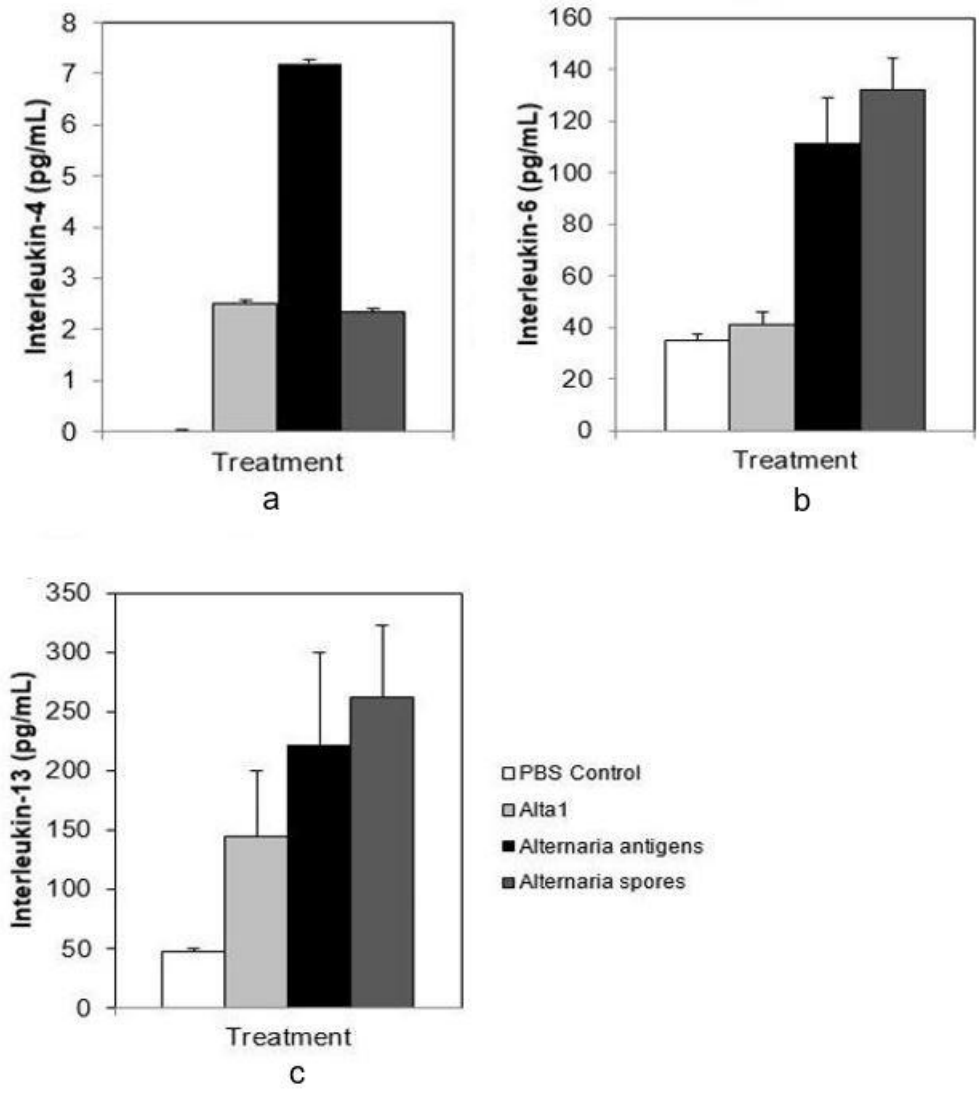 Interleukin-4 (pg/mL)
8
7
6
5
4
3
2
1
0
Treatment
a
Interleukin-6 (pg/mL)
160
140
120
100
80
60
40
20
0
Treatment
b
Interleukin-13 (pg/mL)
350
300
250
200
150
100
50
0
Treatment
c
PBS Control
Alta1
Alternaria antigens
Alternaria spores